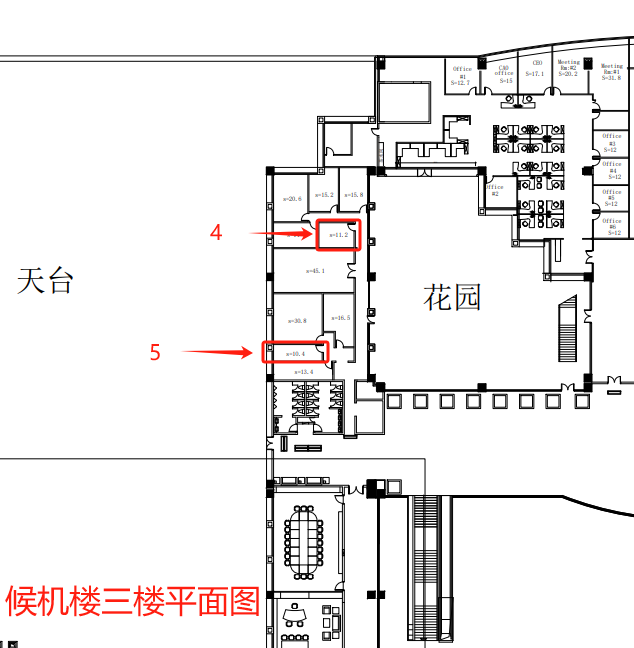 Office
#1
S=12.7
CAO
office
S=15
CEO
S=17.1
Meeting
Rm:#2
S=20.2
Meeting
Rm:#1
S=31.8
Office
#3
S=12
Office
#4
S=12
Office
#5
S=12
Office
#6
S=12
Office
#2
s=20.6
s=15.2
s=15.8
4
s=11.2
s=45.1
天台
花园
s=30.8
s=16.5
5
s=10.4
s=13.4
候机楼三楼平面图